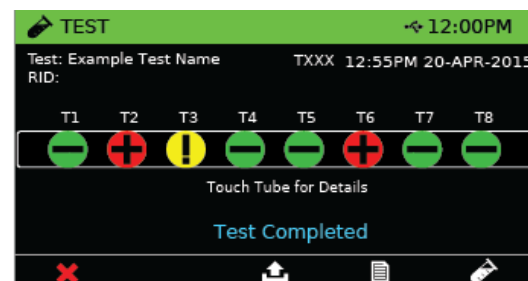 TEST 12:00PM
Test: Example Test Name TXXX 12:55PM 20-APR-2015
RID:
T1 T2 T3 T4 T5 T6 T7 T8
Touch Tube for Details
Test Completed